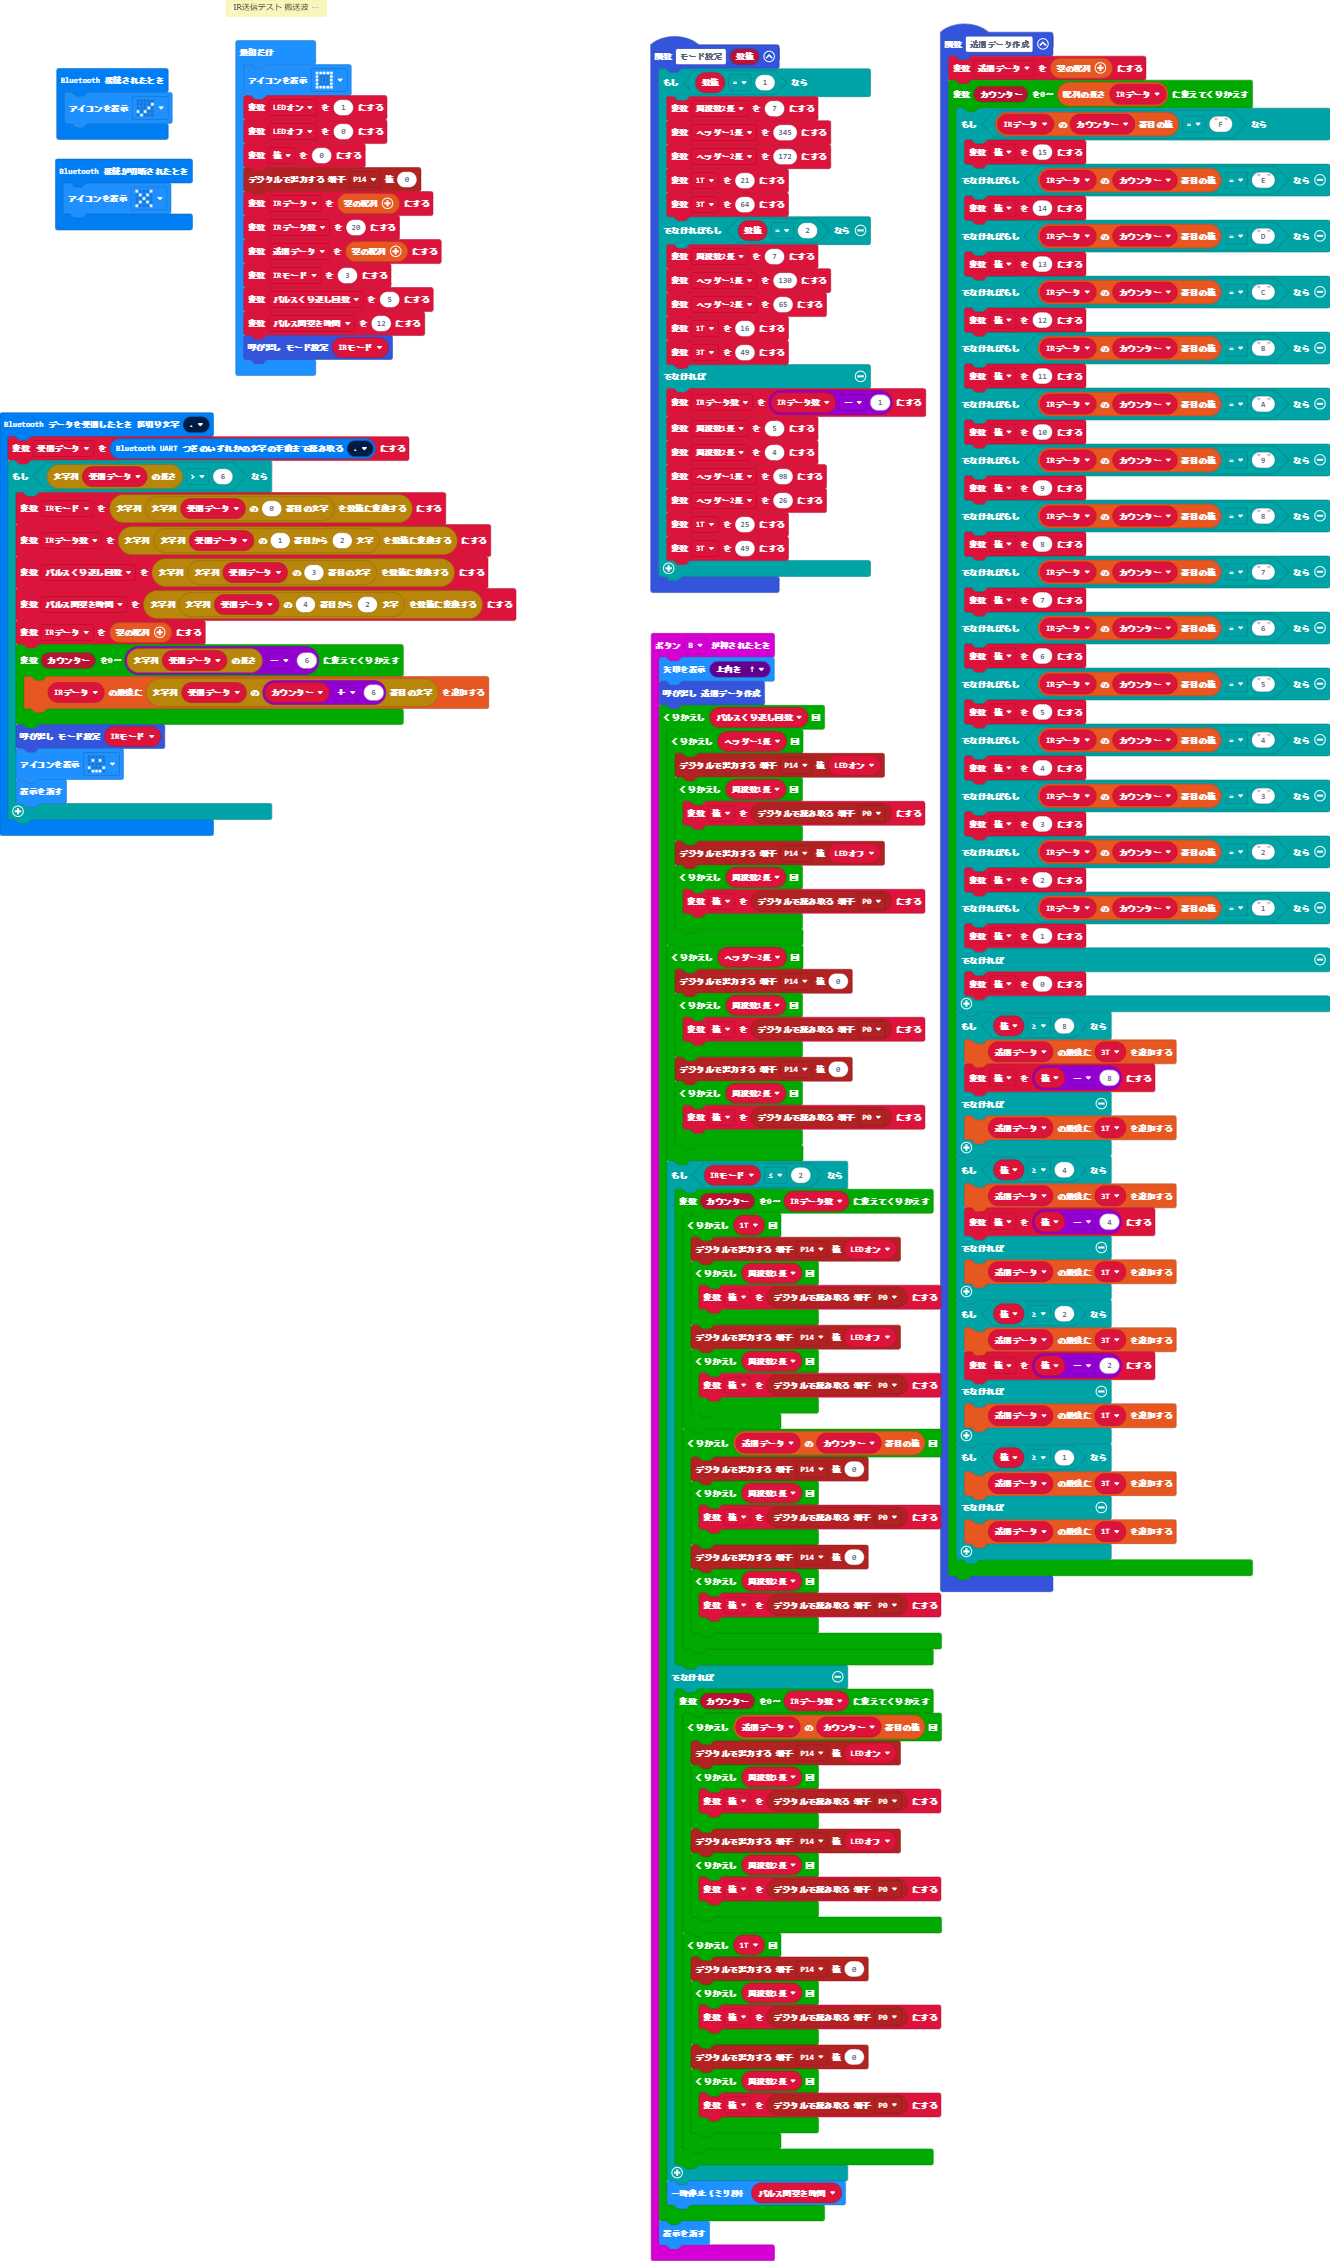 IR送信テスト 搬送波 …
Bluetooth 接続されたとき
アイコンを表示
Bluetooth 接続が切断されたとき
アイコンを表示
最初だけ
アイコンを表示
変数 LEDオン を 1 にする
変数 LEDオフ を 0 にする
変数 値 を 0 にする
デジタルで出力する 端子 P14 値 0
変数 IRデータ を 空の配列 にする
変数 IRデータ数 を 20 にする
変数 送信データ を 空の配列 にする
変数 IRモード を 3 にする
変数 パルスくり返し回数 を 5 にする
変数 パルス間空き時間 を 12 にする
呼び出し モード設定 IRモード
Bluetooth データを受信したとき 区切り文字 .
変数 受信データ を Bluetooth UART つぎのいずれかの文字の手前まで読み取る . にする
もし 文字列 受信データ の長さ > 6 なら
変数 IRモード を 文字列 文字列 受信データ の 0 番目の文字 を数値に変換する にする
変数 IRデータ数 を 文字列 文字列 受信データ の 1 番目から 2 文字 を数値に変換する にする
変数 パルスくり返し回数 を 文字列 文字列 受信データ の 3 番目の文字 を数値に変換する にする
変数 パルス間空き時間 を 文字列 文字列 受信データ の 4 番目から 2 文字 を数値に変換する にする
変数 IRデータ を 空の配列 にする
変数 カウンター を0～ 文字列 受信データ の長さ － 6 に変えてくりかえす
IRデータ の最後に 文字列 受信データ の カウンター + 6 番目の文字 を追加する
呼び出し モード設定 IRモード
アイコンを表示
表示を消す
関数 モード設定 数値
もし 数値 = 1 なら
変数 周波数2長 を 7 にする
変数 ヘッダー1長 を 345 にする
変数 ヘッダー2長 を 172 にする
変数 1T を 21 にする
変数 3T を 64 にする
でなければもし 数値 = 2 なら
変数 周波数2長 を 7 にする
変数 ヘッダー1長 を 130 にする
変数 ヘッダー2長 を 65 にする
変数 1T を 16 にする
変数 3T を 49 にする
でなければ
変数 IRデータ数 を IRデータ数 － 1 にする
変数 周波数1長 を 5 にする
変数 周波数2長 を 4 にする
変数 ヘッダー1長 を 98 にする
変数 ヘッダー2長 を 26 にする
変数 1T を 25 にする
変数 3T を 49 にする
ボタン B が押されたとき
矢印を表示 上向き ↑
呼び出し 送信データ作成
くりかえし パルスくり返し回数 回
くりかえし ヘッダー1長 回
デジタルで出力する 端子 P14 値 LEDオン
くりかえし 周波数1長 回
変数 値 を デジタルで読み取る 端子 P0 にする
デジタルで出力する 端子 P14 値 LEDオフ
くりかえし 周波数2長 回
変数 値 を デジタルで読み取る 端子 P0 にする
くりかえし ヘッダー2長 回
デジタルで出力する 端子 P14 値 0
くりかえし 周波数1長 回
変数 値 を デジタルで読み取る 端子 P0 にする
デジタルで出力する 端子 P14 値 0
くりかえし 周波数2長 回
変数 値 を デジタルで読み取る 端子 P0 にする
もし IRモード ≤ 2 なら
変数 カウンター を0～ IRデータ数 に変えてくりかえす
くりかえし 1T 回
デジタルで出力する 端子 P14 値 LEDオン
くりかえし 周波数1長 回
変数 値 を デジタルで読み取る 端子 P0 にする
デジタルで出力する 端子 P14 値 LEDオフ
くりかえし 周波数2長 回
変数 値 を デジタルで読み取る 端子 P0 にする
くりかえし 送信データ の カウンター 番目の値 回
デジタルで出力する 端子 P14 値 0
くりかえし 周波数1長 回
変数 値 を デジタルで読み取る 端子 P0 にする
デジタルで出力する 端子 P14 値 0
くりかえし 周波数2長 回
変数 値 を デジタルで読み取る 端子 P0 にする
でなければ
変数 カウンター を0～ IRデータ数 に変えてくりかえす
くりかえし 送信データ の カウンター 番目の値 回
デジタルで出力する 端子 P14 値 LEDオン
くりかえし 周波数1長 回
変数 値 を デジタルで読み取る 端子 P0 にする
デジタルで出力する 端子 P14 値 LEDオフ
くりかえし 周波数2長 回
変数 値 を デジタルで読み取る 端子 P0 にする
くりかえし 1T 回
デジタルで出力する 端子 P14 値 0
くりかえし 周波数1長 回
変数 値 を デジタルで読み取る 端子 P0 にする
デジタルで出力する 端子 P14 値 0
くりかえし 周波数2長 回
変数 値 を デジタルで読み取る 端子 P0 にする
一時停止（ミリ秒） パルス間空き時間
表示を消す
関数 送信データ作成
変数 送信データ を 空の配列 にする
変数 カウンター を0～ 配列の長さ IRデータ に変えてくりかえす
もし IRデータ の カウンター 番目の値 = "F" なら
変数 値 を 15 にする
でなければもし IRデータ の カウンター 番目の値 = "E" なら
変数 値 を 14 にする
でなければもし IRデータ の カウンター 番目の値 = "D" なら
変数 値 を 13 にする
でなければもし IRデータ の カウンター 番目の値 = "C" なら
変数 値 を 12 にする
でなければもし IRデータ の カウンター 番目の値 = "B" なら
変数 値 を 11 にする
でなければもし IRデータ の カウンター 番目の値 = "A" なら
変数 値 を 10 にする
でなければもし IRデータ の カウンター 番目の値 = "9" なら
変数 値 を 9 にする
でなければもし IRデータ の カウンター 番目の値 = "8" なら
変数 値 を 8 にする
でなければもし IRデータ の カウンター 番目の値 = "7" なら
変数 値 を 7 にする
でなければもし IRデータ の カウンター 番目の値 = "6" なら
変数 値 を 6 にする
でなければもし IRデータ の カウンター 番目の値 = "5" なら
変数 値 を 5 にする
でなければもし IRデータ の カウンター 番目の値 = "4" なら
変数 値 を 4 にする
でなければもし IRデータ の カウンター 番目の値 = "3" なら
変数 値 を 3 にする
でなければもし IRデータ の カウンター 番目の値 = "2" なら
変数 値 を 2 にする
でなければもし IRデータ の カウンター 番目の値 = "1" なら
変数 値 を 1 にする
でなければ
変数 値 を 0 にする
もし 値 ≥ 8 なら
送信データ の最後に 3T を追加する
変数 値 を 値 － 8 にする
でなければ
送信データ の最後に 1T を追加する
もし 値 ≥ 4 なら
送信データ の最後に 3T を追加する
変数 値 を 値 － 4 にする
でなければ
送信データ の最後に 1T を追加する
もし 値 ≥ 2 なら
送信データ の最後に 3T を追加する
変数 値 を 値 － 2 にする
でなければ
送信データ の最後に 1T を追加する
もし 値 ≥ 1 なら
送信データ の最後に 3T を追加する
でなければ
送信データ の最後に 1T を追加する